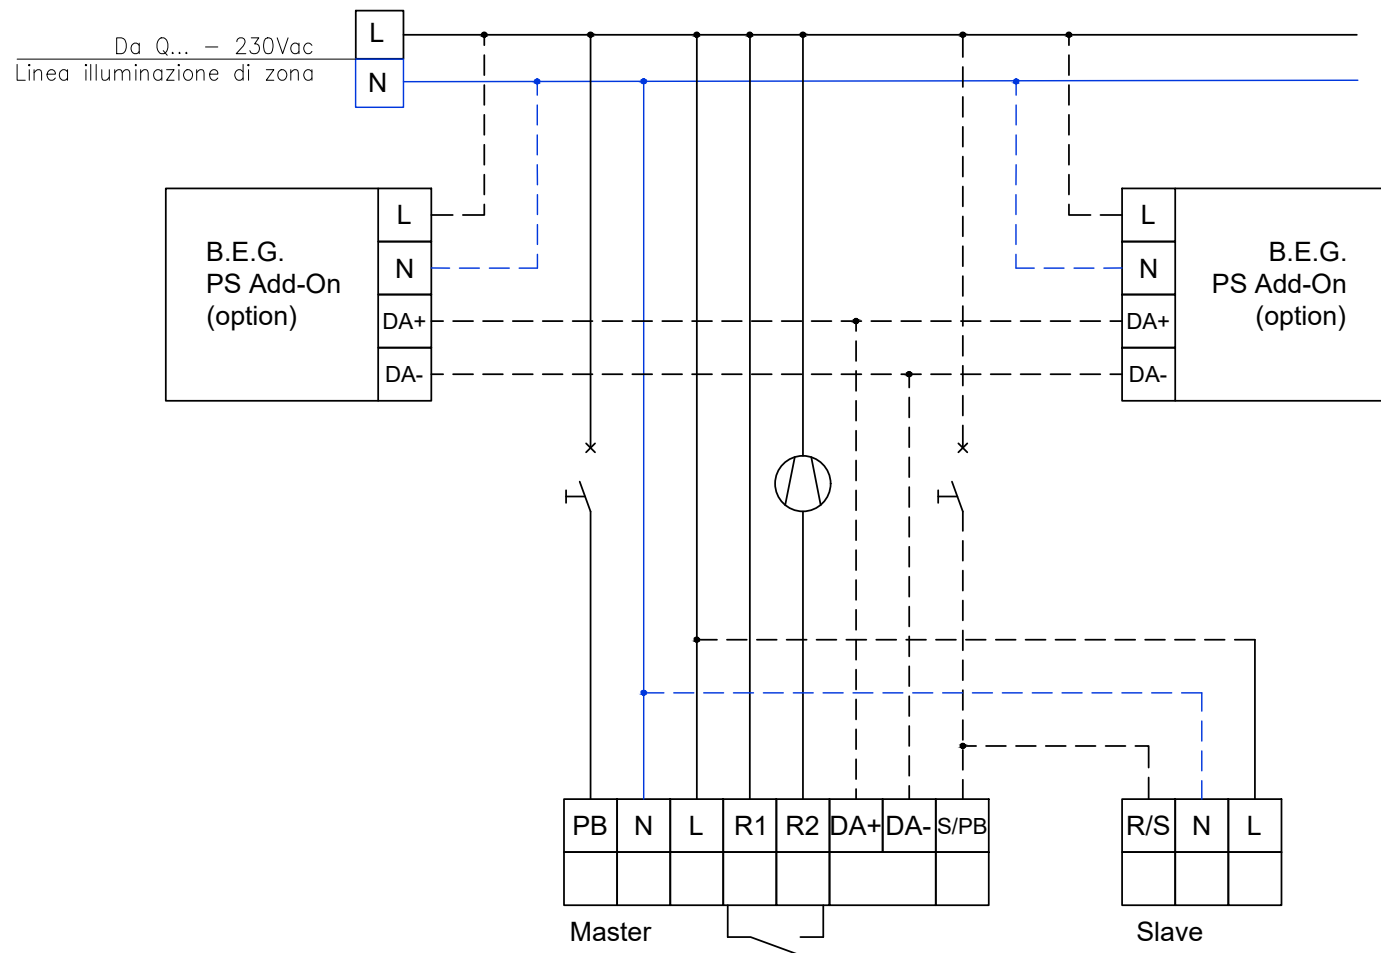 L
Da Q... - 230Vac
Linea illuminazione di zona
N
L
B.E.G.
PS Add-On
(option)
N
DA+
DA-
L
B.E.G.
PS Add-On
(option)
N
DA+
DA-
PB N L R1 R2 DA+ DA- S/PB
R/S N L
Master
Slave